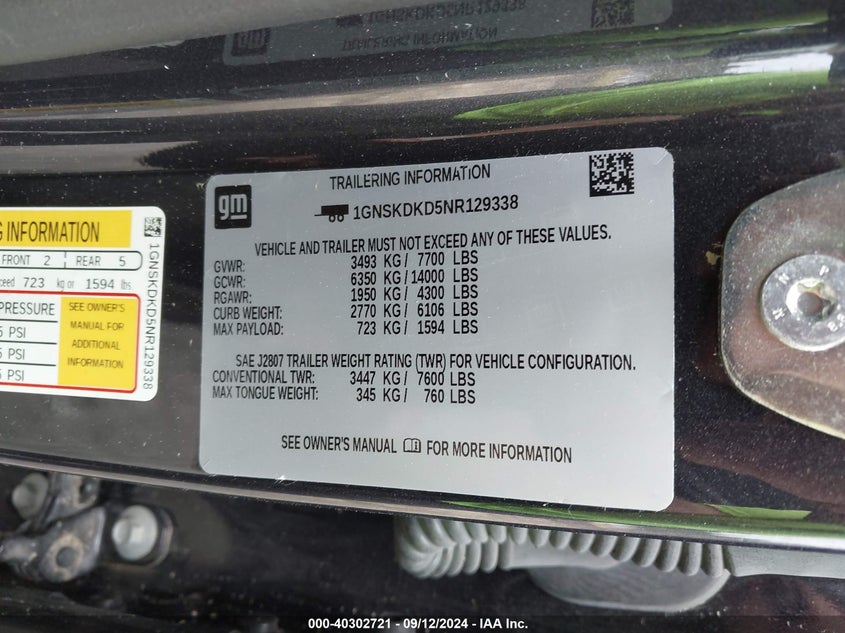 TRAILERING INFORMATION
gm
1GNSKDKD5NR129338
VEHICLE AND TRAILER MUST NOT EXCEED ANY OF THESE VALUES.
GVWR: 3493 KG / 7700 LBS
GCWR: 6350 KG / 14000 LBS
RGAWR: 1950 KG / 4300 LBS
CURB WEIGHT: 2770 KG / 6106 LBS
MAX PAYLOAD: 723 KG / 1594 LBS
SAE J2807 TRAILER WEIGHT RATING (TWR) FOR VEHICLE CONFIGURATION.
CONVENTIONAL TWR: 3447 KG / 7600 LBS
MAX TONGUE WEIGHT: 345 KG / 760 LBS
SEE OWNER'S MANUAL FOR MORE INFORMATION
INFORMATION
FRONT 2 REAR 5
723 kg or 1594 lbs
PRESSURE
SEE OWNER'S
MANUAL FOR
ADDITIONAL
INFORMATION
PSI
PSI
PSI
1GNSKDKD5NR129338
gm
1GNSKDKD5NR129338
TRAILERING INFORMATION
000-40302721 - 09/12/2024 - IAA Inc.